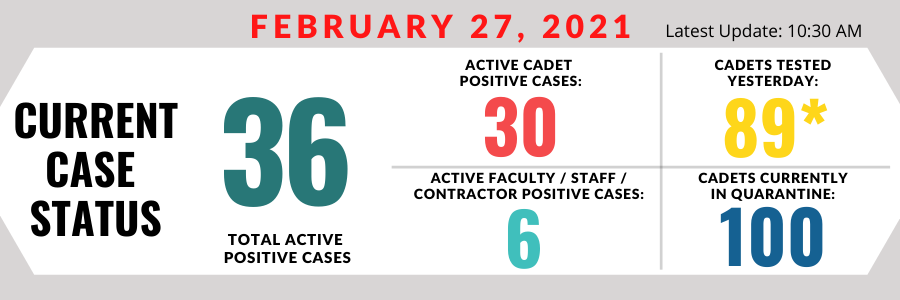 FEBRUARY 27, 2021
Latest Update: 10:30 AM
CURRENT
CASE
STATUS
36
TOTAL ACTIVE
POSITIVE CASES
ACTIVE CADET
POSITIVE CASES:
30
CADETS TESTED
YESTERDAY:
89*
ACTIVE FACULTY / STAFF /
CONTRACTOR POSITIVE CASES:
6
CADETS CURRENTLY
IN QUARANTINE:
100